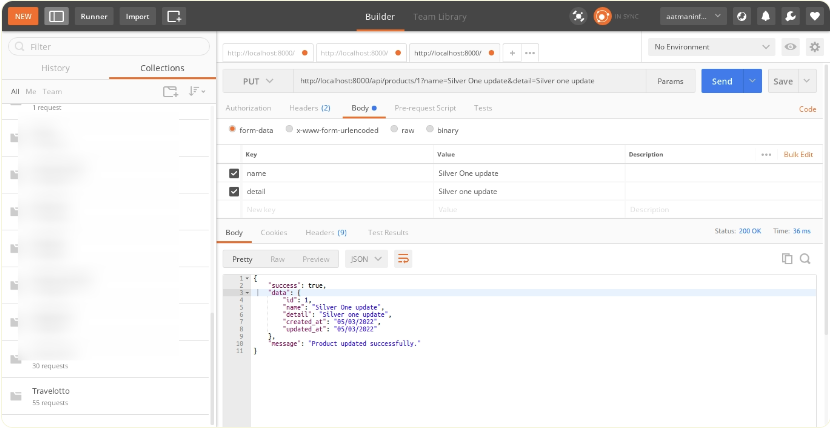 NEW Runner Import Builder Team Library IN SYNC aatmanint...
Filter
History Collections
All Me Team
1 request
30 requests
Travelotto
55 requests
http://localhost:8000/ http://localhost:8000/ http://localhost:8000/ + ••• No Environment
PUT http://localhost:8000/api/products/1?name=Silver One update&detail=Silver one update Params Send Save
Authorization Headers (2) Body Pre-request Script Tests Code
form-data x-www-form-urlencoded raw binary
Key Value Description ••• Bulk Edit
name Silver One update
detail Silver one update
New key Value Description
Body Cookies Headers (9) Test Results Status: 200 OK Time: 36 ms
Pretty Raw Preview JSON
1 {
2 "success": true,
3 "data": {
4 "id": 1,
5 "name": "Silver One update",
6 "detail": "Silver one update",
7 "created_at": "05/03/2022",
8 "updated_at": "05/03/2022"
9 },
10 "message": "Product updated successfully."
11 }